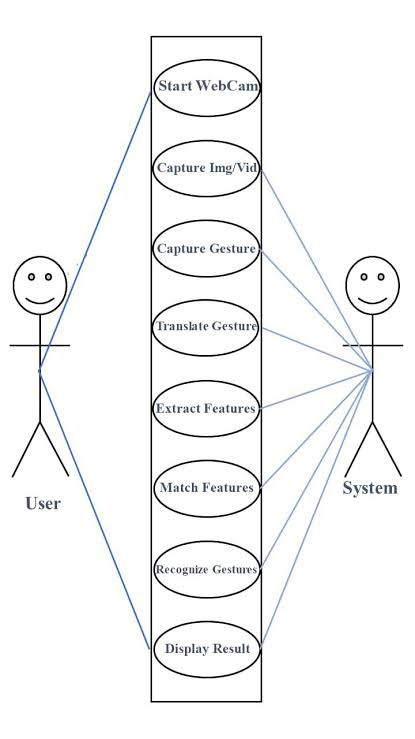 Start WebCam
Capture Img/Vid
Capture Gesture
Translate Gesture
Extract Features
Match Features
User
System
Recognize Gestures
Display Result